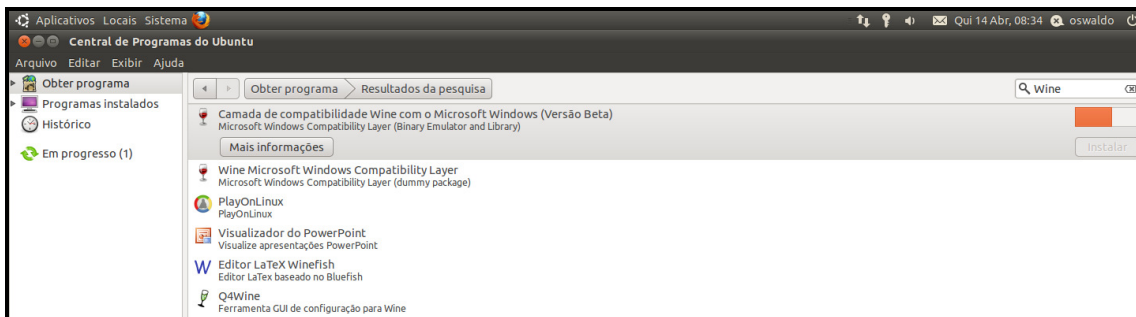 Aplicativos Locais Sistema
Qui 14 Abr, 08:34 oswaldo
Central de Programas do Ubuntu
Arquivo Editar Exibir Ajuda
Obter programa
Programas instalados
Histórico
Em progresso (1)
Obter programa Resultados da pesquisa
Wine
Camada de compatibilidade Wine com o Microsoft Windows (Versão Beta)
Microsoft Windows Compatibility Layer (Binary Emulator and Library)
Mais informações
Instalar
Wine Microsoft Windows Compatibility Layer
Microsoft Windows Compatibility Layer (dummy package)
PlayOnLinux
PlayOnLinux
Visualizador do PowerPoint
Visualize apresentações PowerPoint
Editor LaTeX Winefish
Editor LaTex baseado no Bluefish
Q4Wine
Ferramenta GUI de configuração para Wine